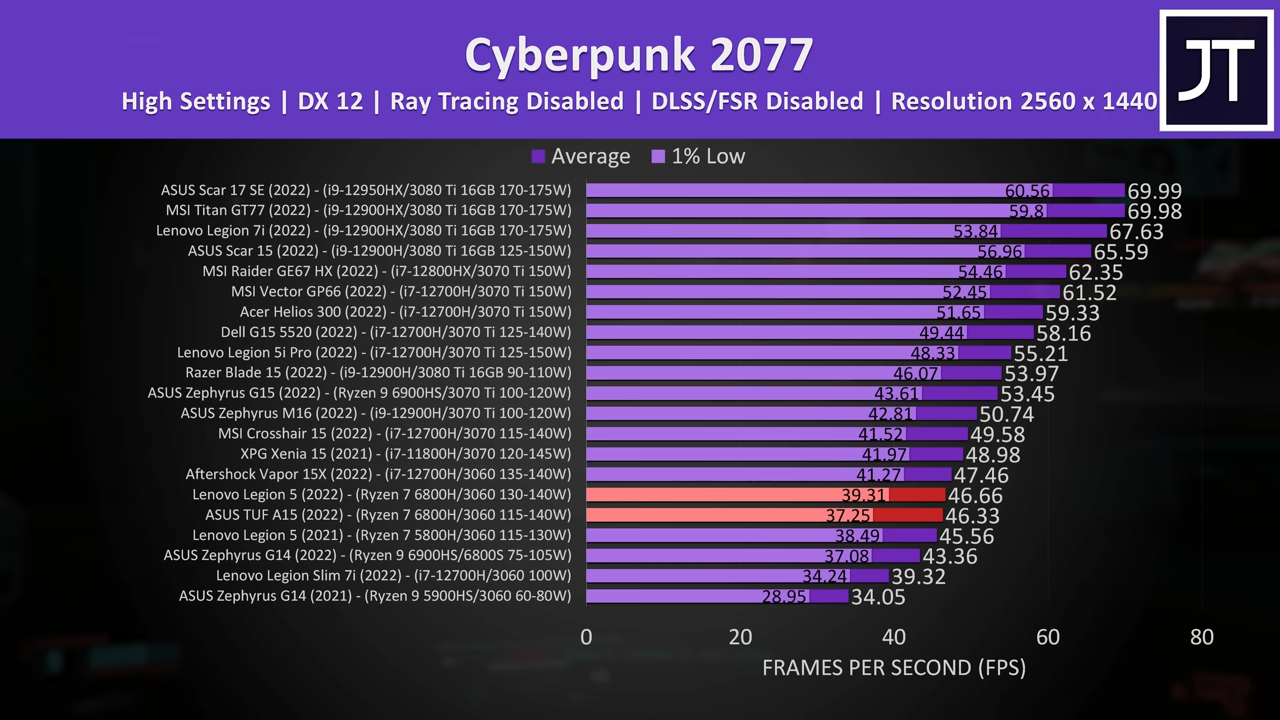 Cyberpunk 2077
JT
High Settings | DX 12 | Ray Tracing Disabled | DLSS/FSR Disabled | Resolution 2560 x 1440
Average 1% Low
ASUS Scar 17 SE (2022) - (i9-12950HX/3080 Ti 16GB 170-175W) 60.56 69.99
MSI Titan GT77 (2022) - (i9-12900HX/3080 Ti 16GB 170-175W) 59.8 69.98
Lenovo Legion 7i (2022) - (i9-12900HX/3080 Ti 16GB 170-175W) 53.84 67.63
ASUS Scar 15 (2022) - (i9-12900H/3080 Ti 16GB 125-150W) 56.96 65.59
MSI Raider GE67 HX (2022) - (i7-12800HX/3070 Ti 150W) 54.46 62.35
MSI Vector GP66 (2022) - (i7-12700H/3070 Ti 150W) 52.45 61.52
Acer Helios 300 (2022) - (i7-12700H/3070 Ti 150W) 51.65 59.33
Dell G15 5520 (2022) - (i7-12700H/3070 Ti 125-140W) 49.44 58.16
Lenovo Legion 5i Pro (2022) - (i7-12700H/3070 Ti 125-150W) 48.33 55.21
Razer Blade 15 (2022) - (i9-12900H/3080 Ti 16GB 90-110W) 46.07 53.97
ASUS Zephyrus G15 (2022) - (Ryzen 9 6900HS/3070 Ti 100-120W) 43.61 53.45
ASUS Zephyrus M16 (2022) - (i9-12900H/3070 Ti 100-120W) 42.81 50.74
MSI Crosshair 15 (2022) - (i7-12700H/3070 115-140W) 41.52 49.58
XPG Xenia 15 (2021) - (i7-11800H/3070 120-145W) 41.97 48.98
Aftershock Vapor 15X (2022) - (i7-12700H/3060 135-140W) 41.27 47.46
Lenovo Legion 5 (2022) - (Ryzen 7 6800H/3060 130-140W) 39.31 46.66
ASUS TUF A15 (2022) - (Ryzen 7 6800H/3060 115-140W) 37.25 46.33
Lenovo Legion 5 (2021) - (Ryzen 7 5800H/3060 115-130W) 38.49 45.56
ASUS Zephyrus G14 (2022) - (Ryzen 9 6900HS/6800S 75-105W) 37.08 43.36
Lenovo Legion Slim 7i (2022) - (i7-12700H/3060 100W) 34.24 39.32
ASUS Zephyrus G14 (2021) - (Ryzen 9 5900HS/3060 60-80W) 28.95 34.05
0 20 40 60 80
FRAMES PER SECOND (FPS)